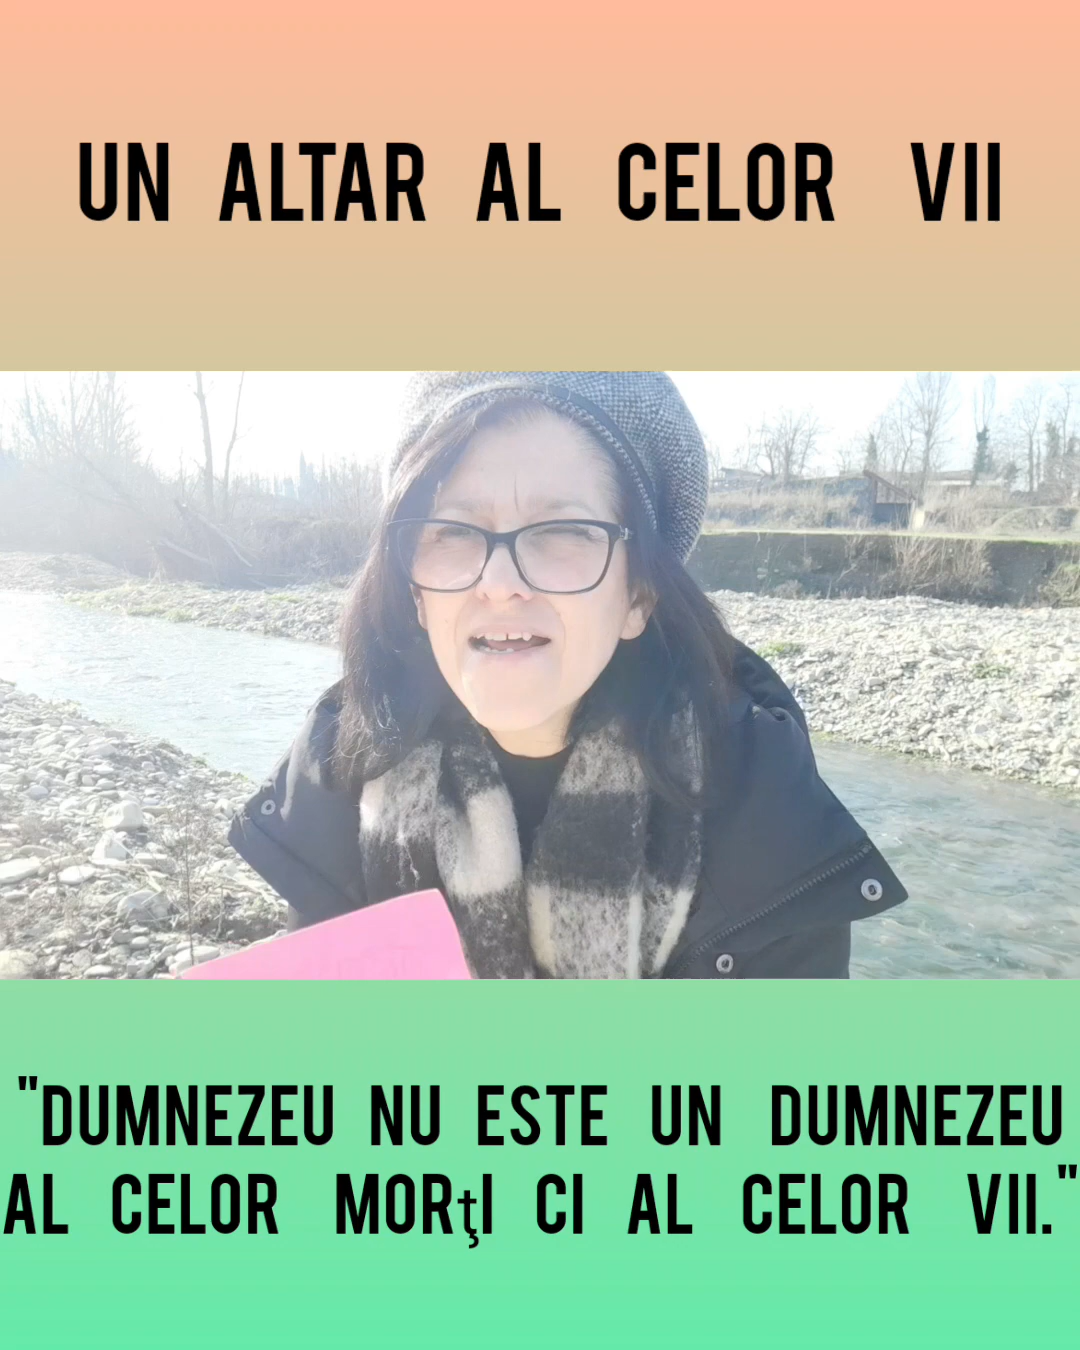 UN ALTAR AL CELOR VII
"DUMNEZEU NU ESTE UN DUMNEZEU
AL CELOR MORţI CI AL CELOR VII."